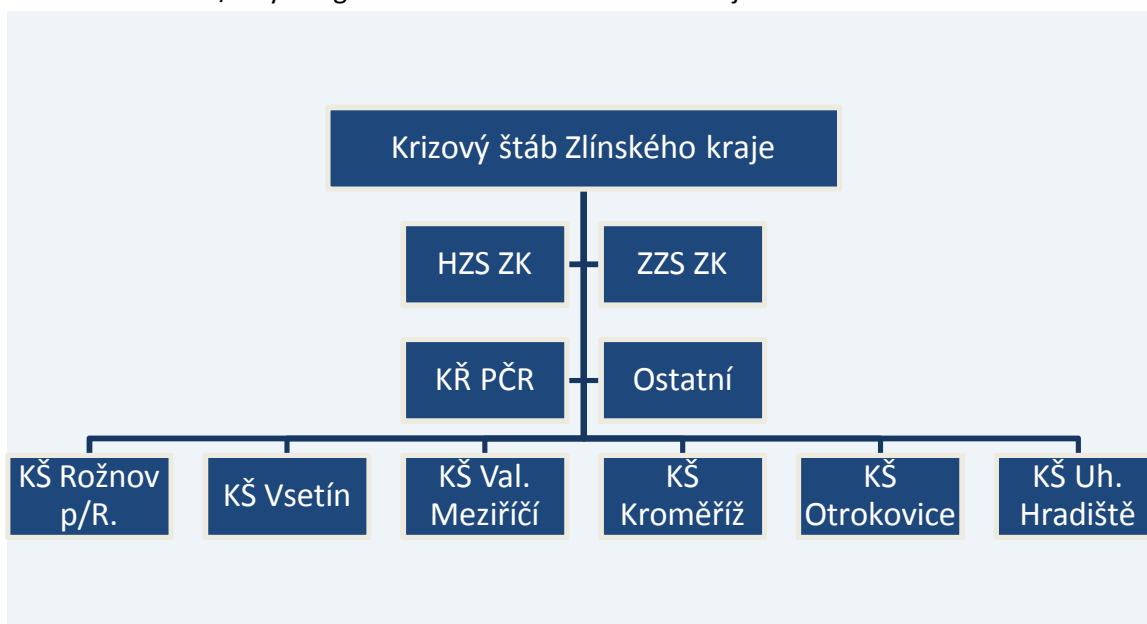 Krizový štáb Zlínského kraje
HZS ZK
ZZS ZK
KŘ PČR
Ostatní
KŠ Rožnov
p/R.
KŠ Vsetín
KŠ Val.
Meziříčí
KŠ
Kroměříž
KŠ
Otrokovice
KŠ Uh.
Hradiště